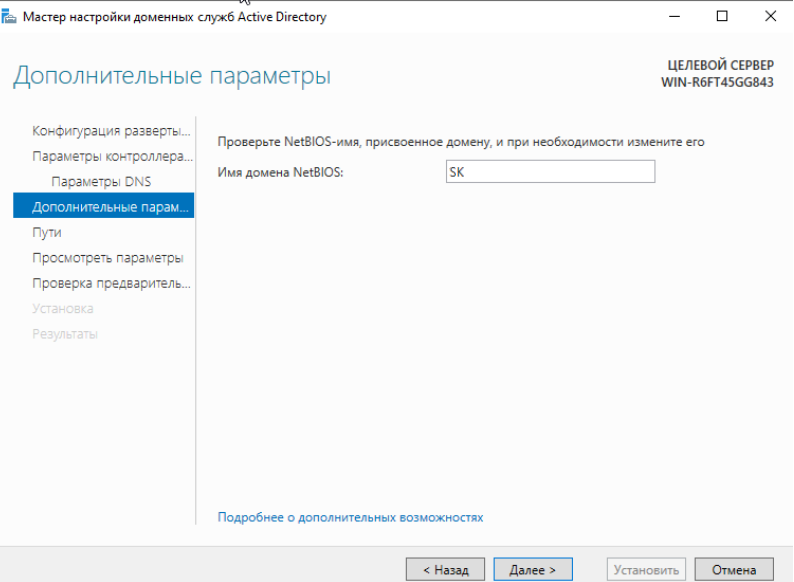 Мастер настройки доменных служб Active Directory
Дополнительные параметры
ЦЕЛЕВОЙ СЕРВЕР
WIN-R6FT45GG843
Конфигурация разверты...
Параметры контроллера...
Параметры DNS
Дополнительные парам...
Пути
Просмотреть параметры
Проверка предваритель...
Установка
Результаты
Проверьте NetBIOS-имя, присвоенное домену, и при необходимости измените его
Имя домена NetBIOS: SK
Подробнее о дополнительных возможностях
< Назад Далее > Установить Отмена